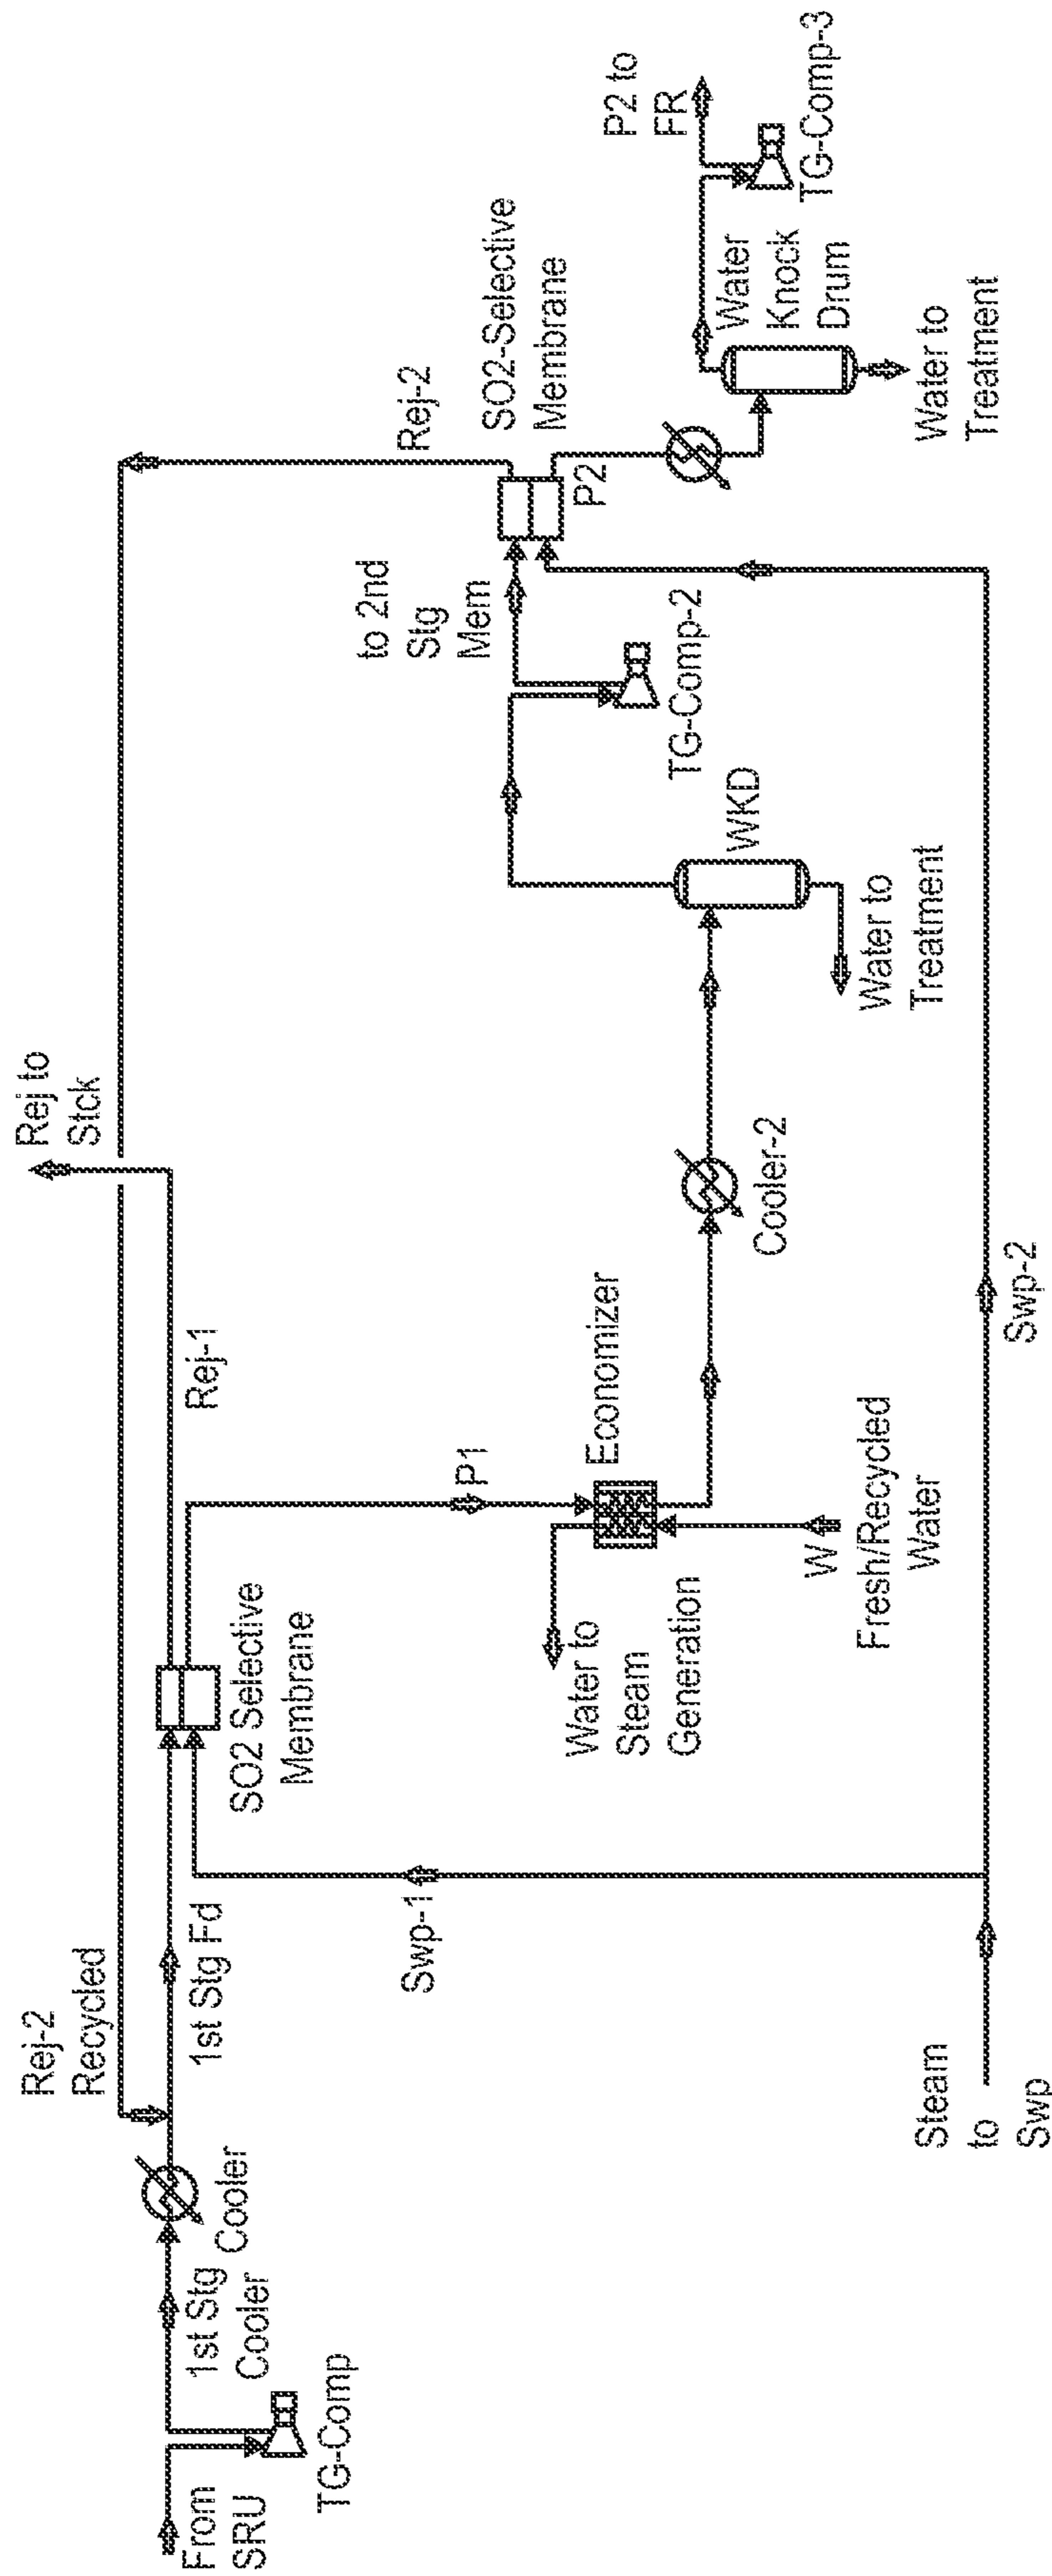 From
SRU
TG-Comp
1st Stg
Cooler
Cooler
Rej-2
Recycled
1st Stg Fd
Swp-1
SO2 Selective
Membrane
Rej-1
Rej to
Stck
P1
Economizer
Water to
Steam
Generation
W
Fresh/Recycled
Water
Cooler-2
WKD
Water to
Treatment
TG-Comp-2
to 2nd
Stg
Mem
Rej-2
SO2-Selective
Membrane
P2
Water
Knock
Drum
Water to
Treatment
P2 to
FR
TG-Comp-3
Steam
to
Swp
Swp-2